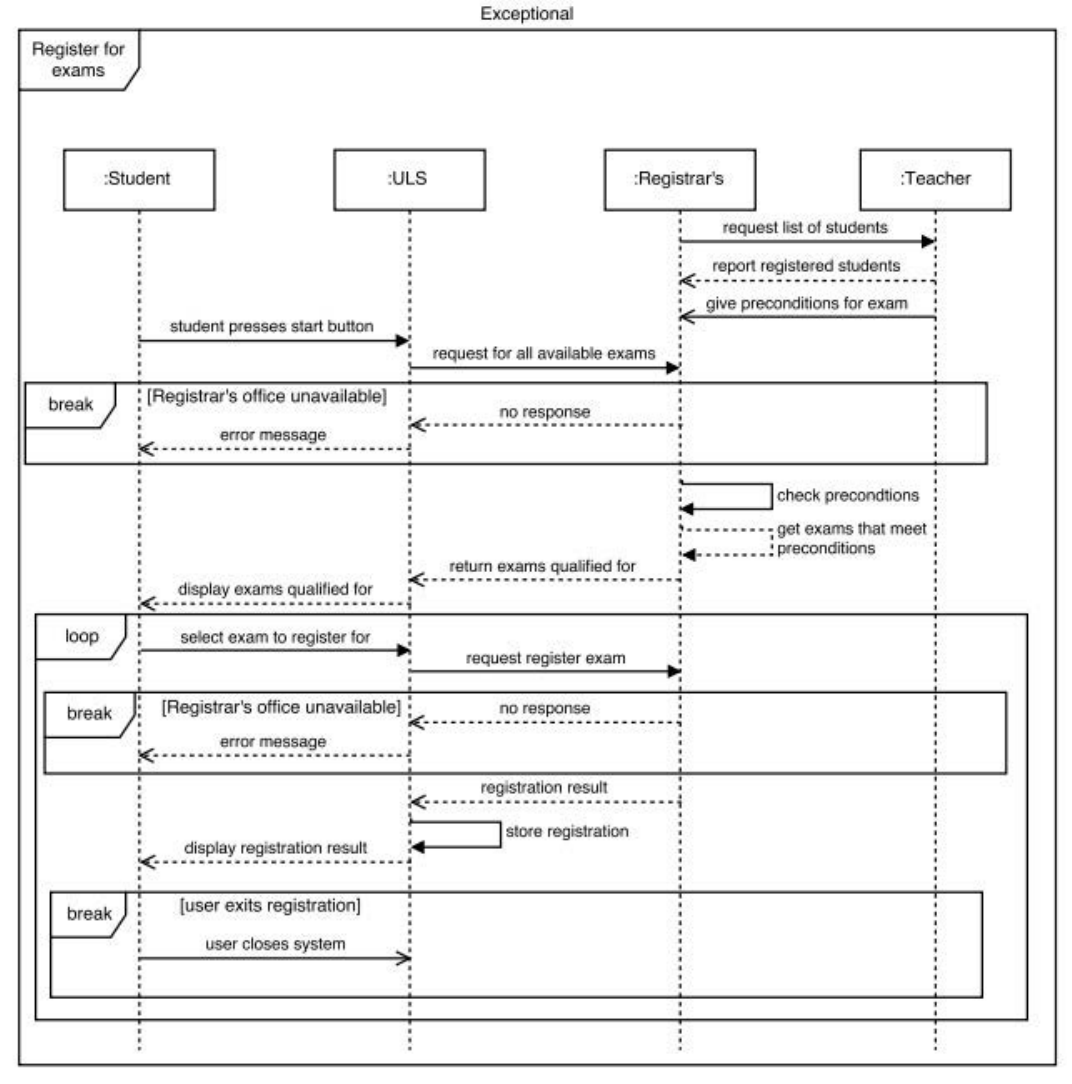 Exceptional
Register for
exams
:Student
:ULS
:Registrar's
:Teacher
request list of students
report registered students
give preconditions for exam
student presses start button
request for all available exams
break
[Registrar's office unavailable]
no response
error message
check precondtions
get exams that meet
preconditions
return exams qualified for
display exams qualified for
loop
select exam to register for
request register exam
break
[Registrar's office unavailable]
no response
error message
registration result
store registration
display registration result
break
[user exits registration]
user closes system